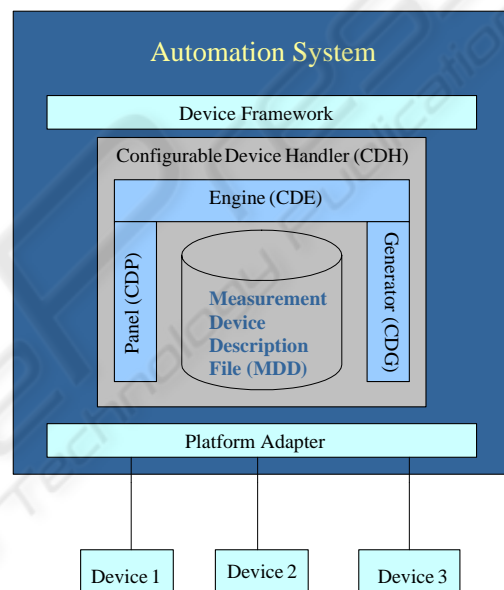 Automation System
Device Framework
Configurable Device Handler (CDH)
Engine (CDE)
Panel (CDP)
Measurement
Device
Description
File (MDD)
Generator (CDG)
Platform Adapter
Device 1
Device 2
Device 3